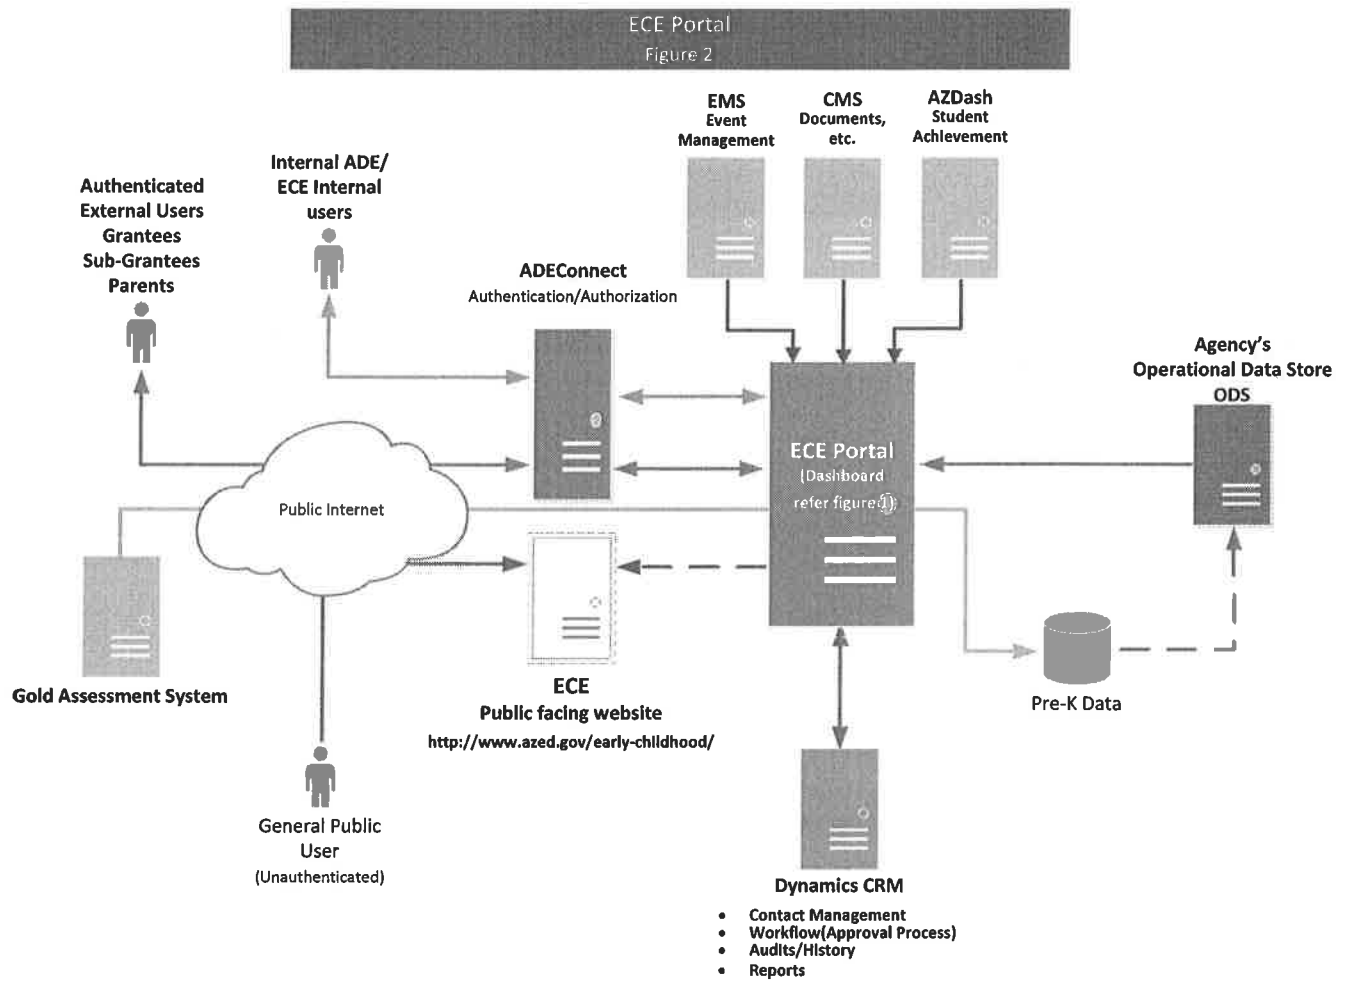 ECE Portal
Figure 2
EMS
Event
Management
CMS
Documents,
etc.
AZDash
Student
Achievement
Internal ADE/
ECE Internal
users
Authenticated
External Users
Grantees
Sub-Grantees
Parents
ADEConnect
Authentication/Authorization
Agency's
Operational Data Store
ODS
ECE Portal
(Dashboard
refer figure 1)
Public Internet
Gold Assessment System
ECE
Public facing website
http://www.azed.gov/early-childhood/
Pre-K Data
General Public
User
(Unauthenticated)
Dynamics CRM
• Contact Management
• Workflow(Approval Process)
• Audits/History
• Reports